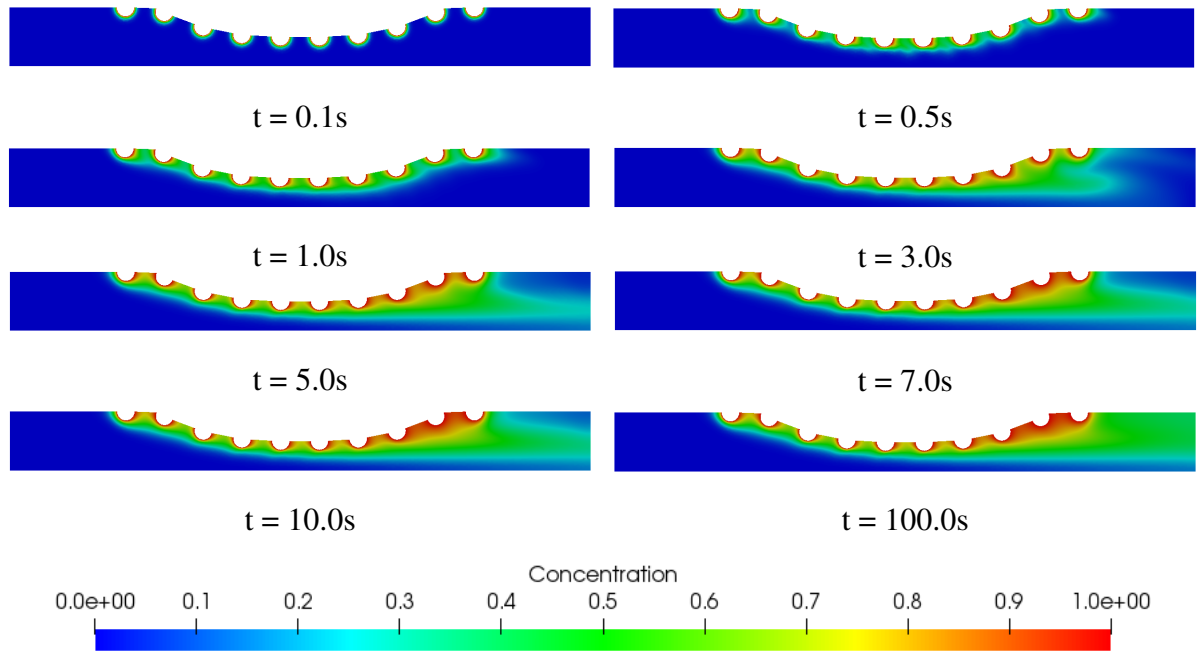 t = 0.1s
t = 0.5s
t = 1.0s
t = 3.0s
t = 5.0s
t = 7.0s
t = 10.0s
t = 100.0s
Concentration
0.0e+00 0.1 0.2 0.3 0.4 0.5 0.6 0.7 0.8 0.9 1.0e+00